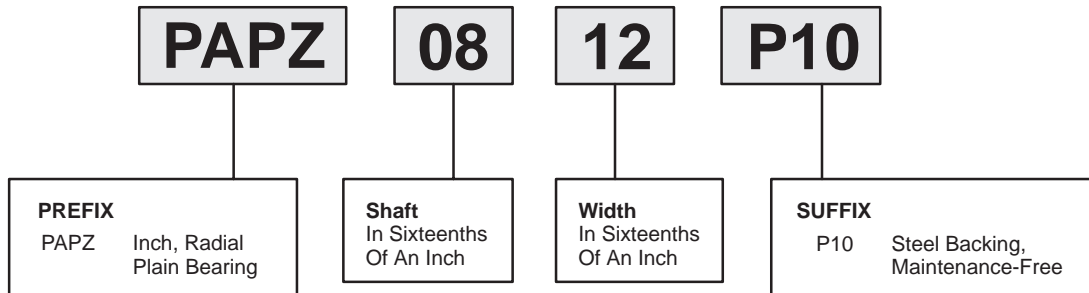 PAPZ 08 12 P10
PREFIX
PAPZ Inch, Radial
Plain Bearing
Shaft
In Sixteenths
Of An Inch
Width
In Sixteenths
Of An Inch
SUFFIX
P10 Steel Backing,
Maintenance-Free